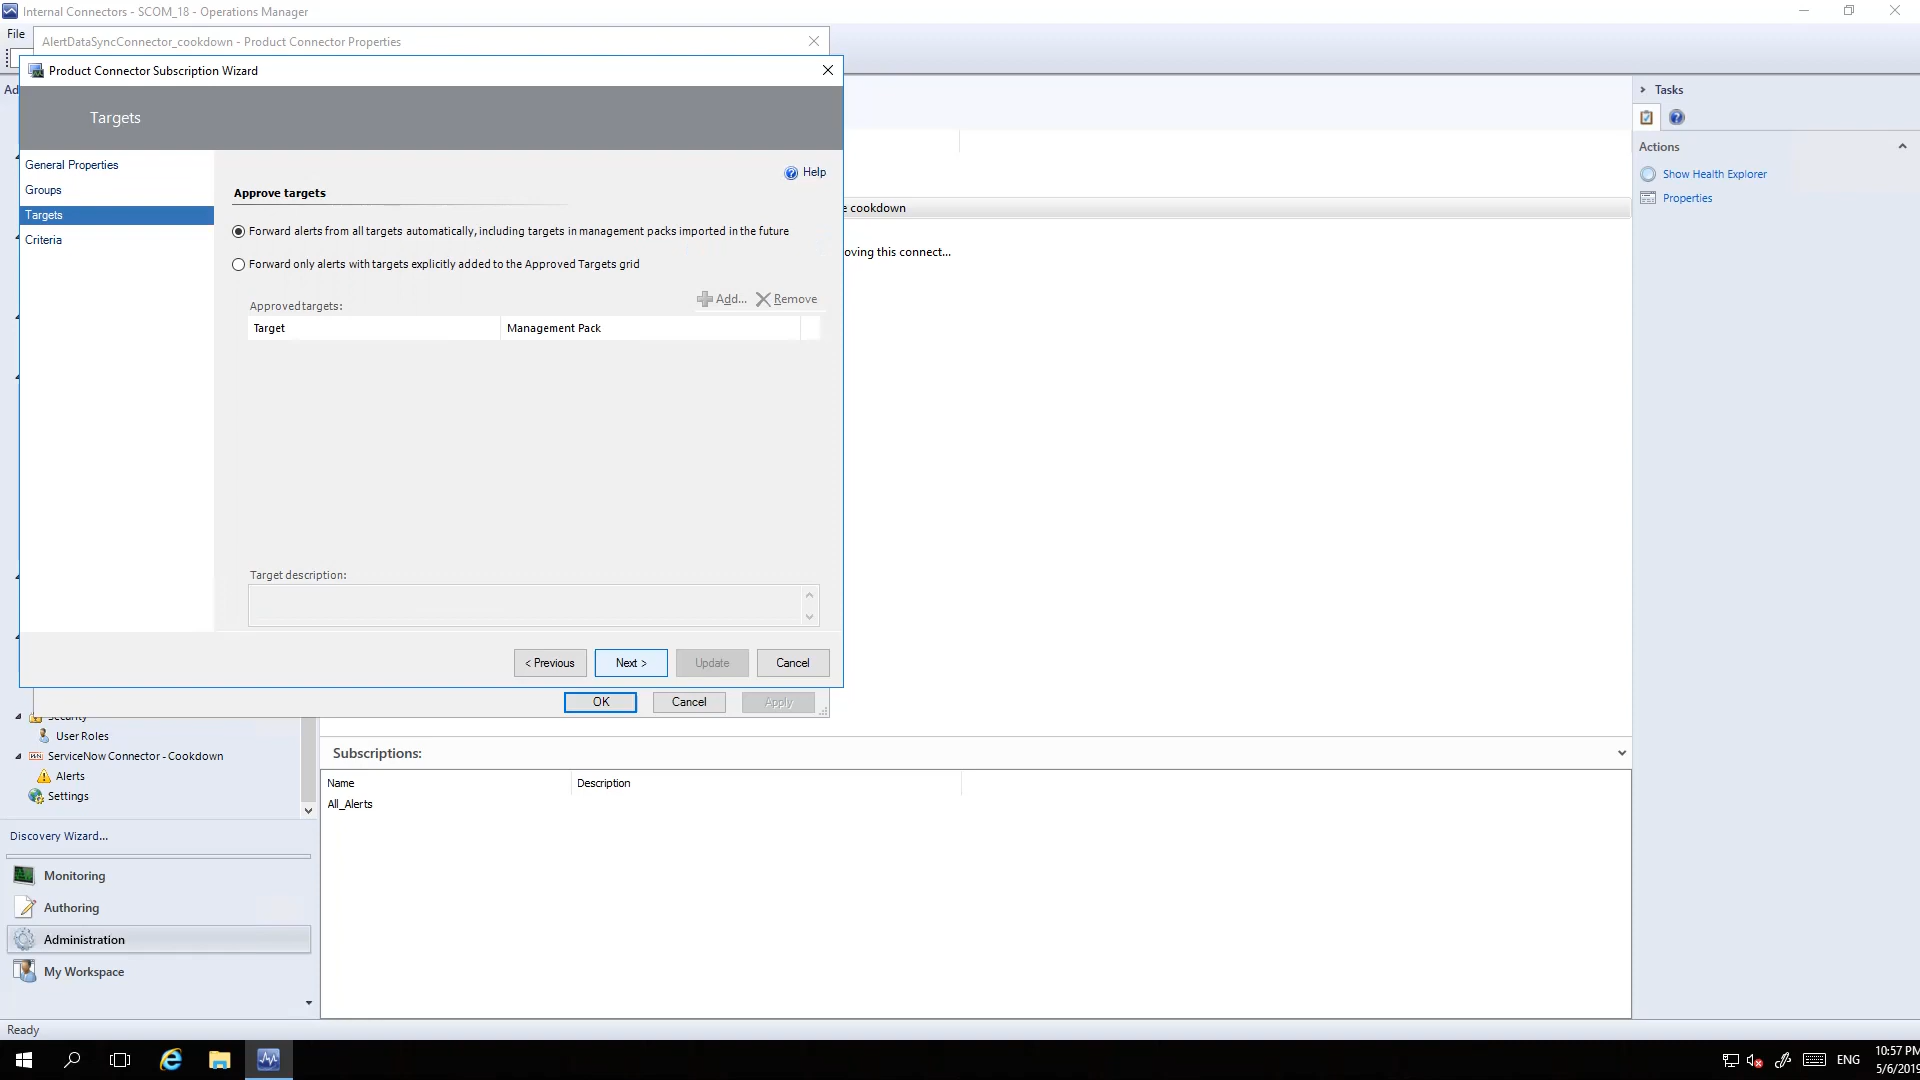 Internal Connectors - SCOM_18 - Operations Manager
File
AlertDataSyncConnector_cookdown - Product Connector Properties
Product Connector Subscription Wizard
Ad
Targets
General Properties
Groups
Targets
Criteria
Help
Approve targets
Forward alerts from all targets automatically, including targets in management packs imported in the future
Forward only alerts with targets explicitly added to the Approved Targets grid
Approved targets:
Add...
Remove
Target
Management Pack
Target description:
< Previous
Next >
Update
Cancel
OK
Cancel
Apply
e cookdown
oving this connect...
Tasks
Actions
Show Health Explorer
Properties
Security
User Roles
ServiceNow Connector - Cookdown
Alerts
Settings
Discovery Wizard...
Monitoring
Authoring
Administration
My Workspace
Subscriptions:
Name
Description
All_Alerts
Ready
ENG
10:57 PM
5/6/2019